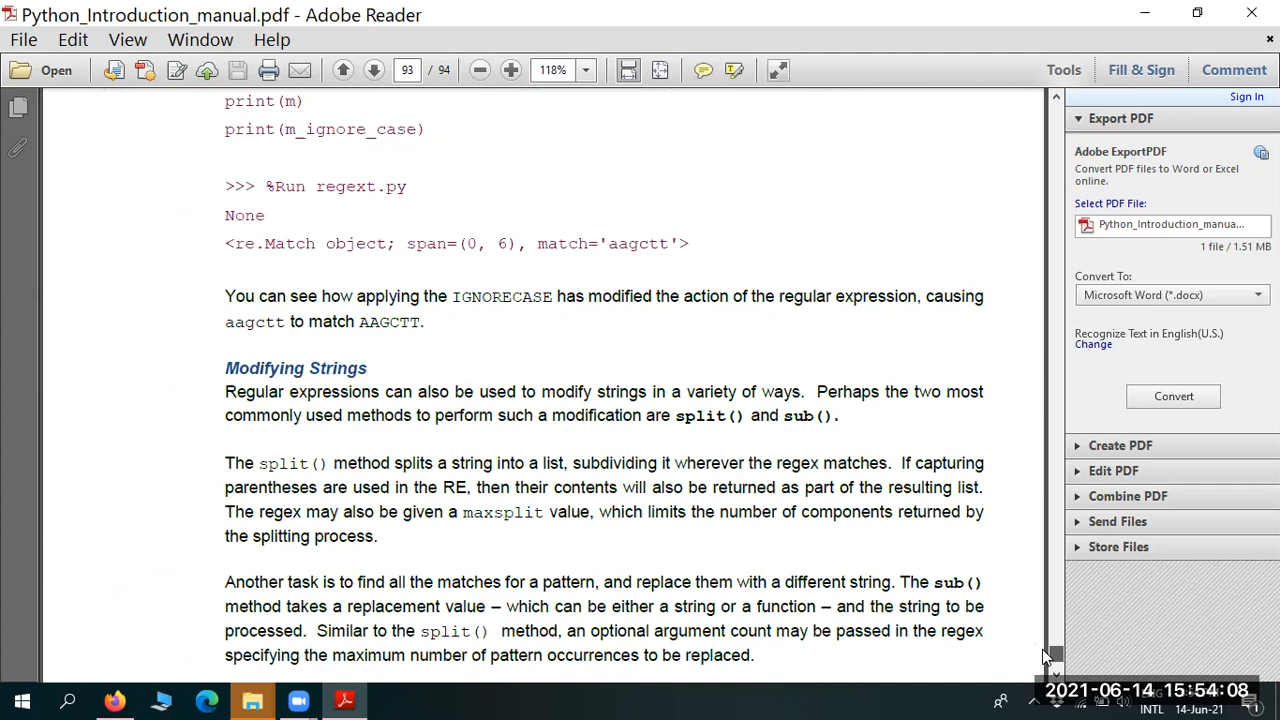 Python_Introduction_manual.pdf - Adobe Reader
File Edit View Window Help
Open 93 / 94 118% Tools Fill & Sign Comment
Sign In
print(m)
print(m_ignore_case)
>>> %Run regext.py
None
<re.Match object; span=(0, 6), match='aagctt'>
You can see how applying the IGNORECASE has modified the action of the regular expression, causing
aagctt to match AAGCTT.
Modifying Strings
Regular expressions can also be used to modify strings in a variety of ways. Perhaps the two most
commonly used methods to perform such a modification are split() and sub().
The split() method splits a string into a list, subdividing it wherever the regex matches. If capturing
parentheses are used in the RE, then their contents will also be returned as part of the resulting list.
The regex may also be given a maxsplit value, which limits the number of components returned by
the splitting process.
Another task is to find all the matches for a pattern, and replace them with a different string. The sub()
method takes a replacement value – which can be either a string or a function – and the string to be
processed. Similar to the split() method, an optional argument count may be passed in the regex
specifying the maximum number of pattern occurrences to be replaced.
Export PDF
Adobe ExportPDF
Convert PDF files to Word or Excel
online.
Select PDF File:
Python_Introduction_manua...
1 file / 1.51 MB
Convert To:
Microsoft Word (*.docx)
Recognize Text in English(U.S.)
Change
Convert
Create PDF
Edit PDF
Combine PDF
Send Files
Store Files
2021-06-14 15:54:08
INTL 14-Jun-21